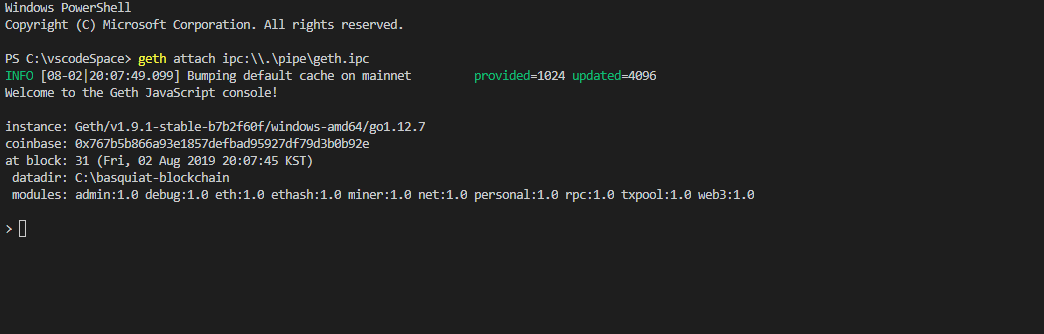 Windows PowerShell
Copyright (C) Microsoft Corporation. All rights reserved.
PS C:\vscodeSpace> geth attach ipc:\\.\pipe\geth.ipc
INFO [08-02|20:07:49.099] Bumping default cache on mainnet provided=1024 updated=4096
Welcome to the Geth JavaScript console!
instance: Geth/v1.9.1-stable-b7b2f60f/windows-amd64/go1.12.7
coinbase: 0x767b5b866a93e1857defbad95927df79d3b0b92e
at block: 31 (Fri, 02 Aug 2019 20:07:45 KST)
datadir: C:\basquiat-blockchain
modules: admin:1.0 debug:1.0 eth:1.0 ethash:1.0 miner:1.0 net:1.0 personal:1.0 rpc:1.0 txpool:1.0 web3:1.0
>